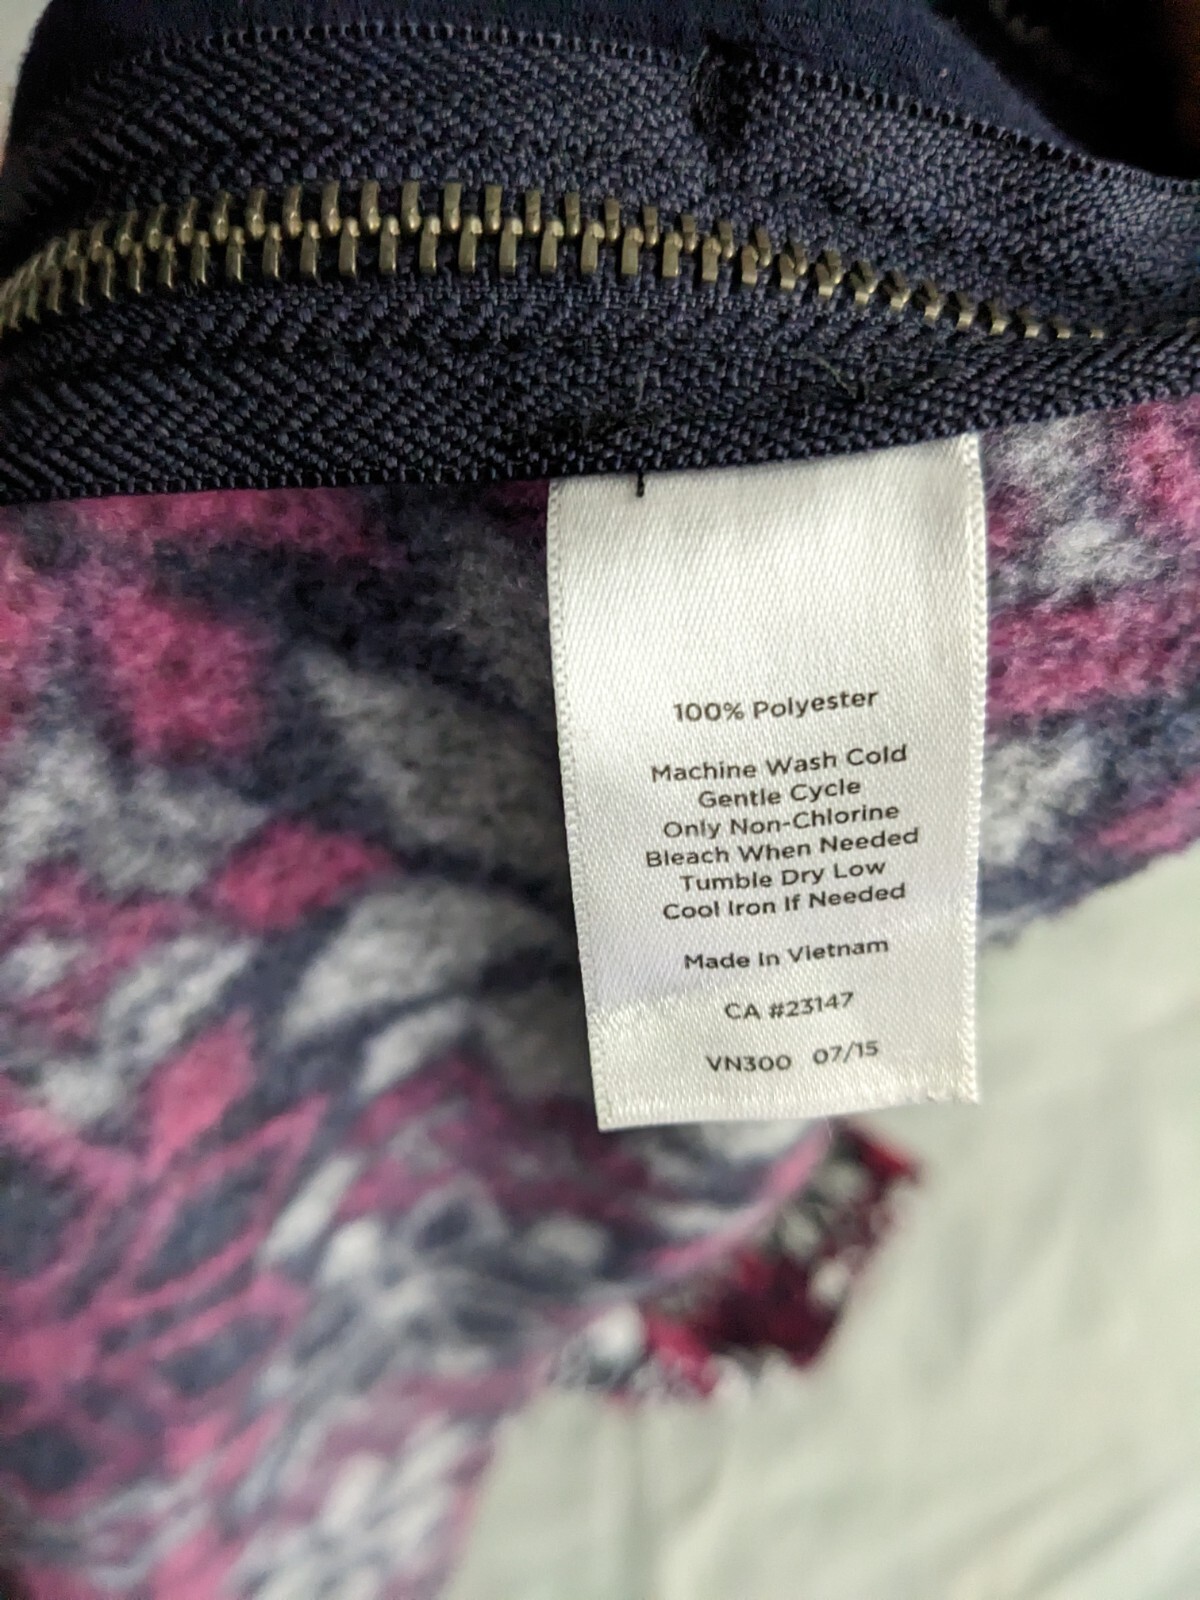 100% Polyester
Machine Wash Cold
Gentle Cycle
Only Non-Chlorine
Bleach When Needed
Tumble Dry Low
Cool Iron If Needed
Made In Vietnam
CA #23147
VN300 07/15